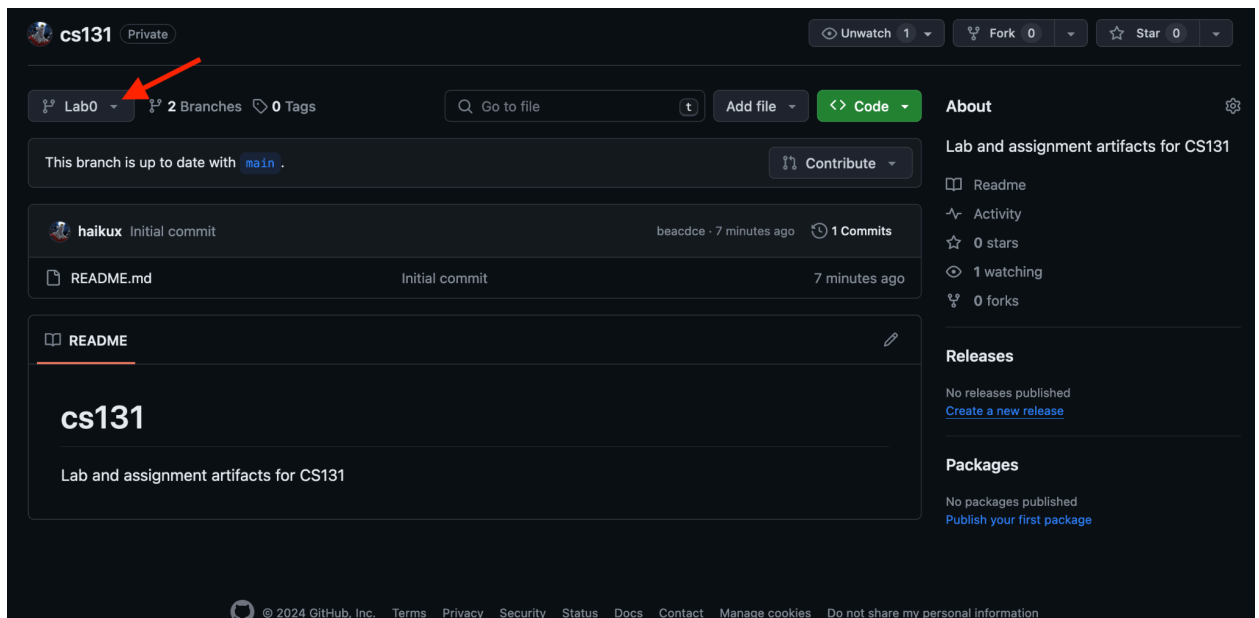 cs131 Private Unwatch 1 Fork 0 Star 0
Lab0 2 Branches 0 Tags Go to file t Add file Code
This branch is up to date with main . Contribute
haikux Initial commit beacdce · 7 minutes ago 1 Commits
README.md Initial commit 7 minutes ago
README
cs131
Lab and assignment artifacts for CS131
About
Lab and assignment artifacts for CS131
Readme
Activity
0 stars
1 watching
0 forks
Releases
No releases published
Create a new release
Packages
No packages published
Publish your first package
© 2024 GitHub, Inc. Terms Privacy Security Status Docs Contact Manage cookies Do not share my personal information